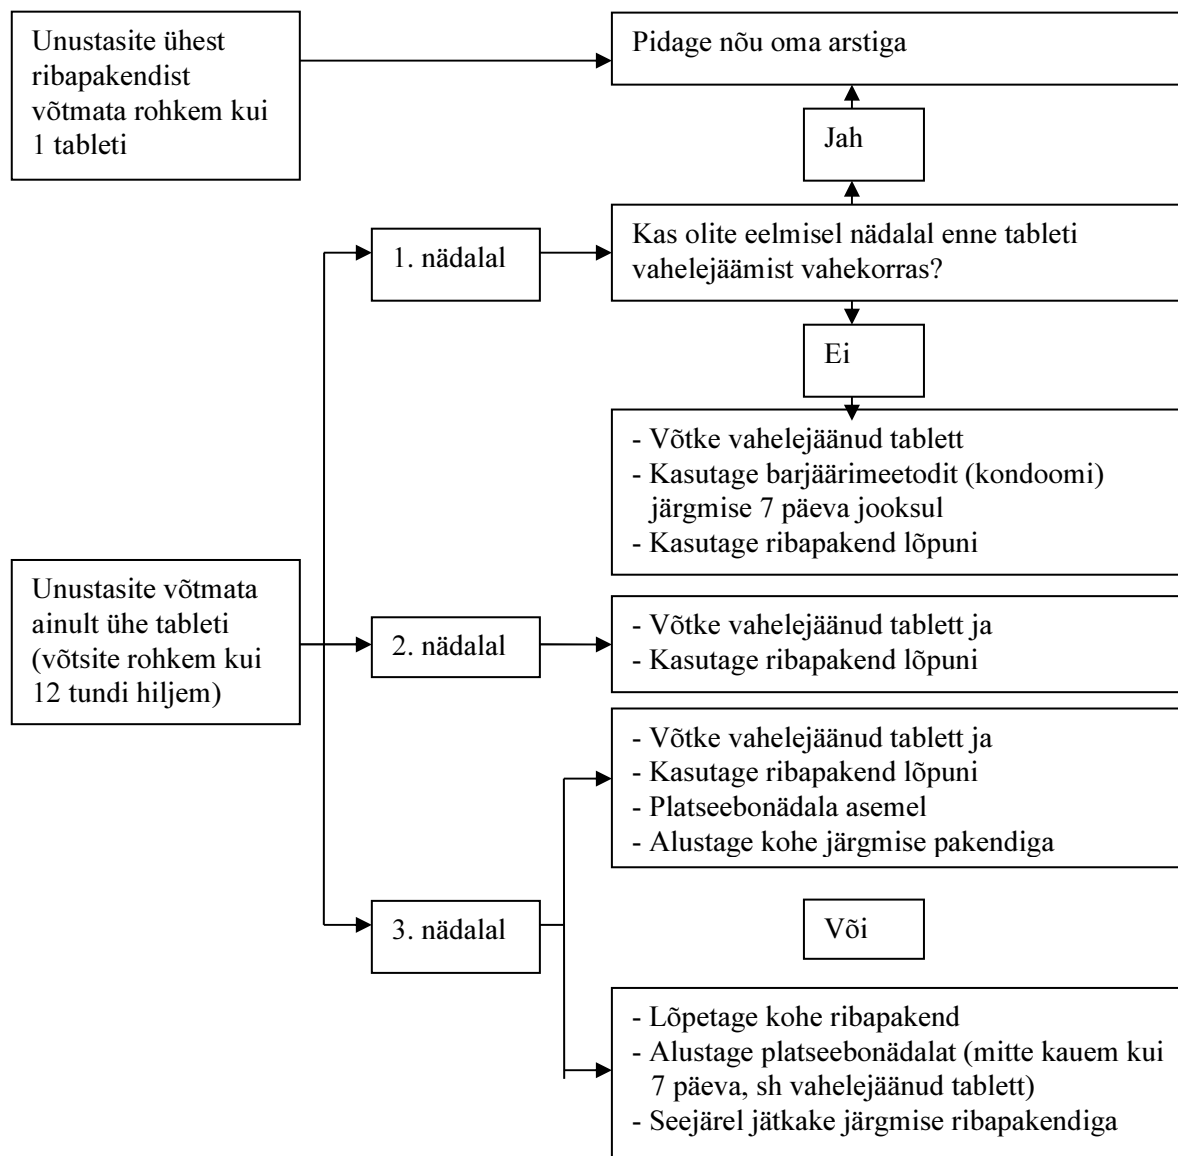 Unustasite ühest
ribapakendist
võtmata rohkem kui
1 tableti
Pidage nõu oma arstiga
Jah
1. nädalal
Kas olite eelmisel nädalal enne tableti
vahelejäämist vahekorras?
Ei
- Võtke vahelejäänud tablett
- Kasutage barjäärimeetodit (kondoomi)
järgmise 7 päeva jooksul
- Kasutage ribapakend lõpuni
Unustasite võtmata
ainult ühe tableti
(võtsite rohkem kui
12 tundi hiljem)
2. nädalal
- Võtke vahelejäänud tablett ja
- Kasutage ribapakend lõpuni
- Võtke vahelejäänud tablett ja
- Kasutage ribapakend lõpuni
- Platseebonädala asemel
- Alustage kohe järgmise pakendiga
3. nädalal
Või
- Lõpetage kohe ribapakend
- Alustage platseebonädalat (mitte kauem kui
7 päeva, sh vahelejäänud tablett)
- Seejärel jätkake järgmise ribapakendiga